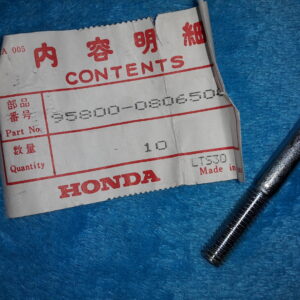 A 005
内容明細
CONTENTS
部品
番号
Part No.
95800-0806500
数量
Quantity
10
HONDA
LTS30
Made in